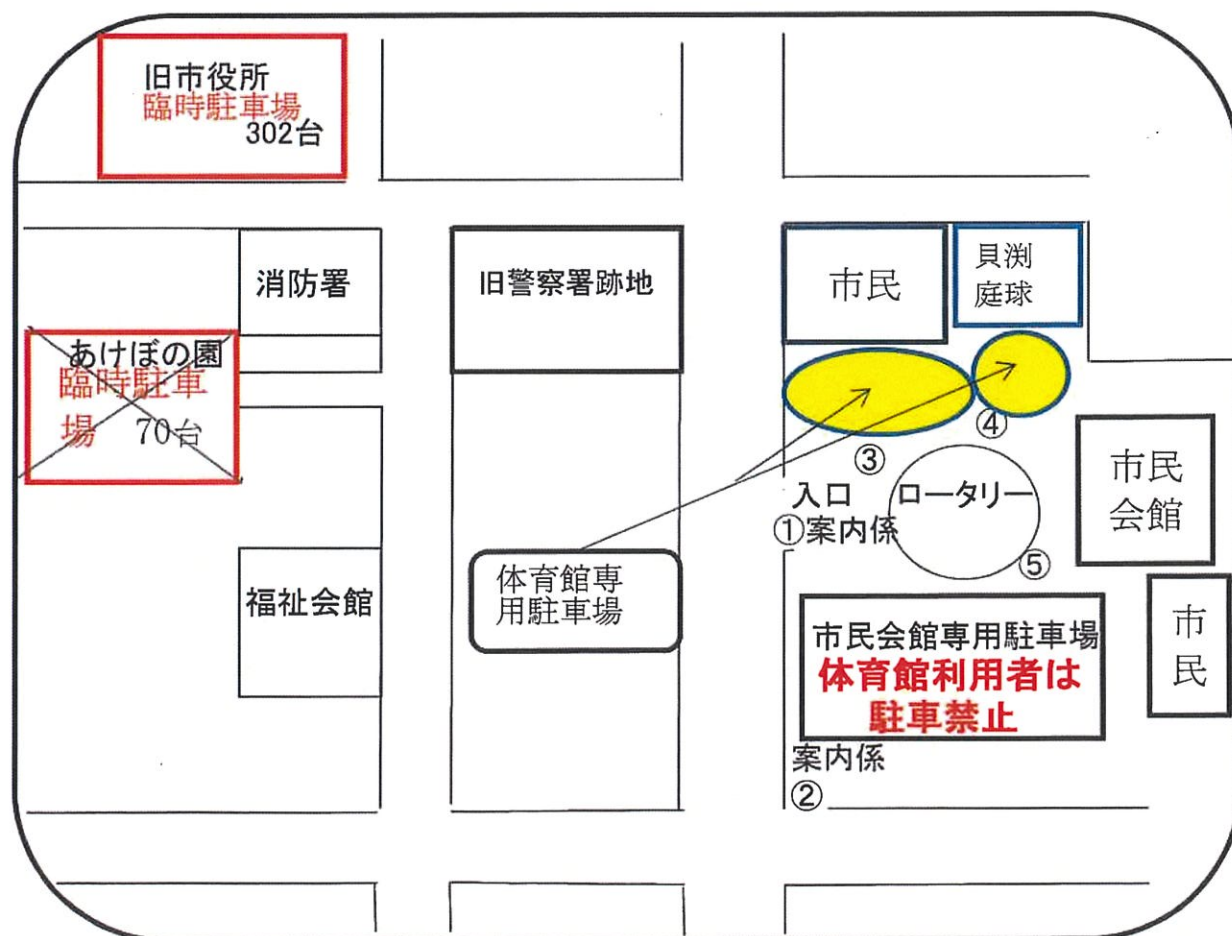 旧市役所
臨時駐車場
302台
消防署
旧警察署跡地
市民
貝渕
庭球
あけぼの園
臨時駐車
場 70台
④
③
入口
ロータリー
①案内係
⑤
市民
会館
福祉会館
体育館専
用駐車場
市民会館専用駐車場
体育館利用者は
駐車禁止
市
民
案内係
②